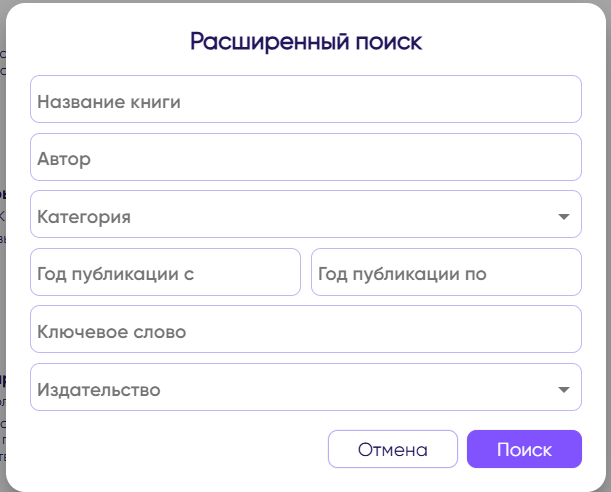 Расширенный поиск
Название книги
Автор
Категория
Год публикации с Год публикации по
Ключевое слово
Издательство
Отмена Поиск